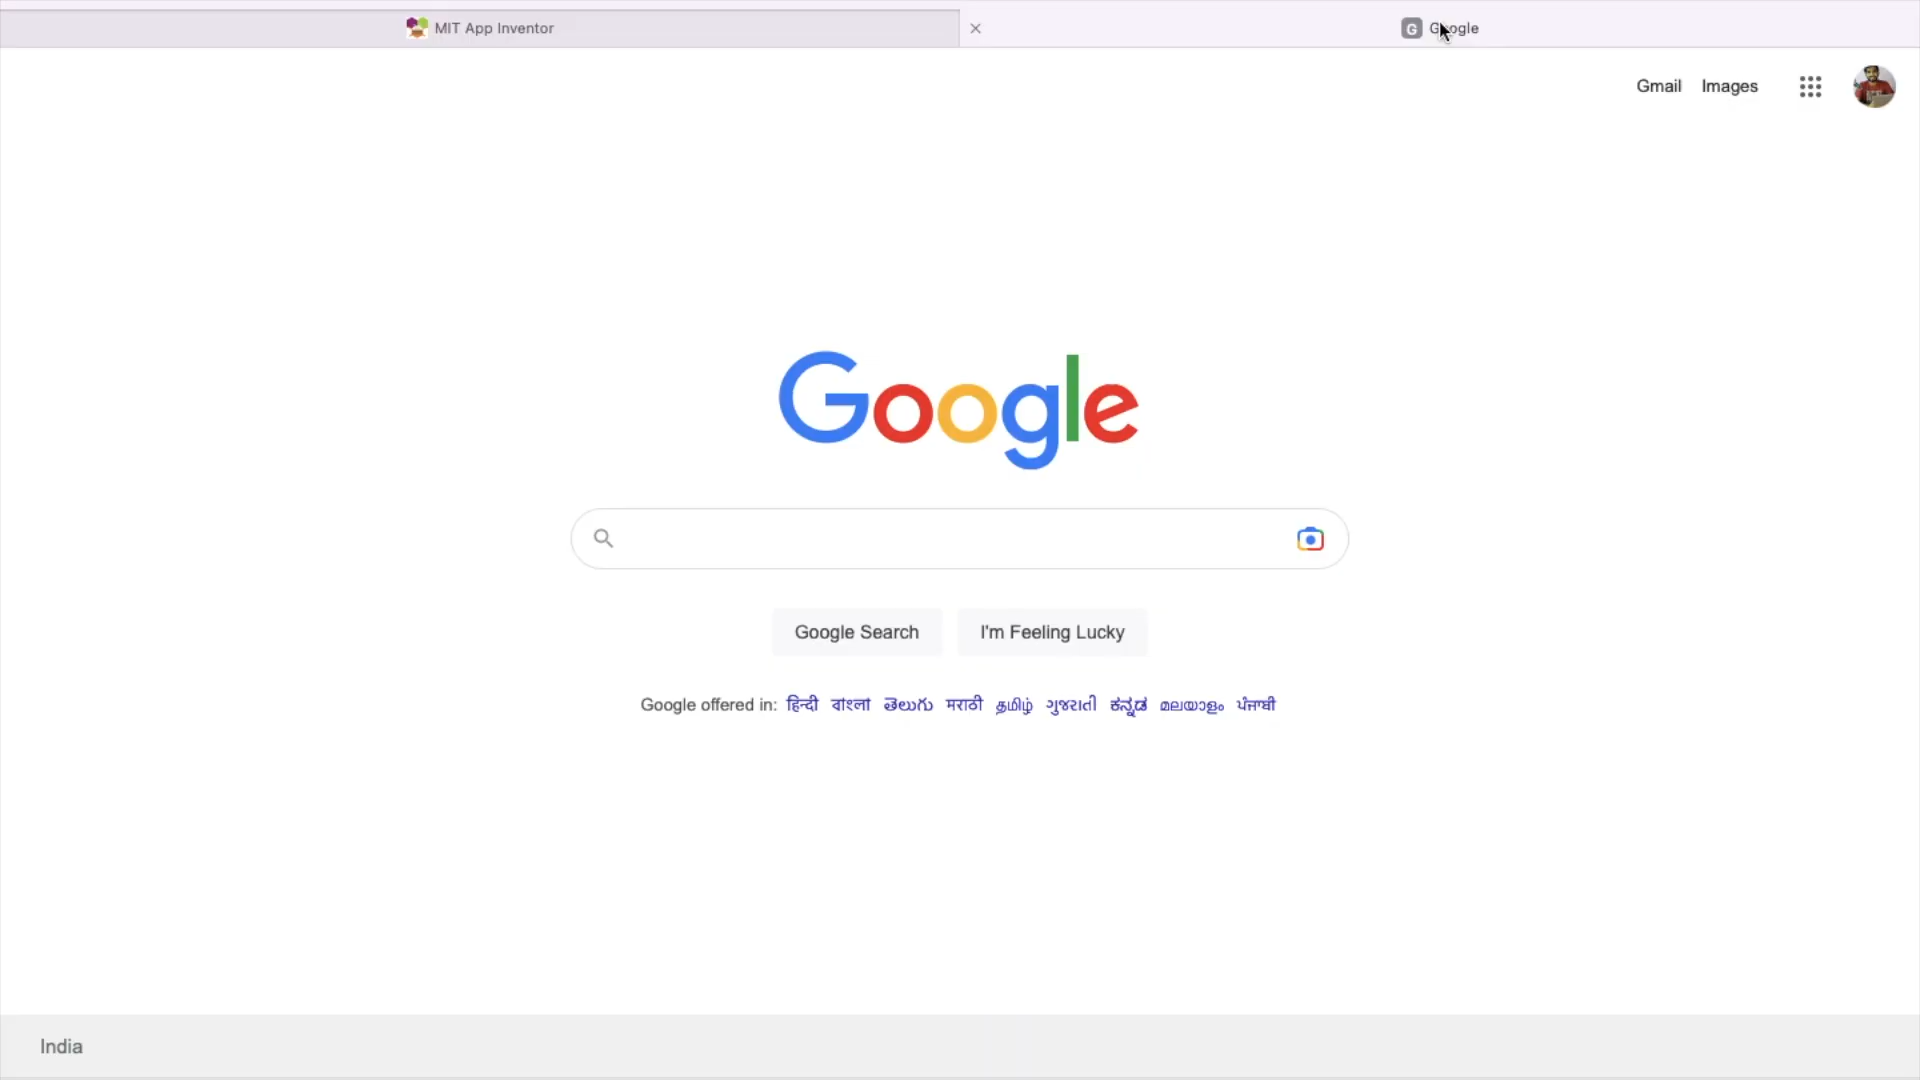 MIT App Inventor
Google
Gmail Images
Google
Google Search I'm Feeling Lucky
Google offered in: हिन्दी বাংলা తెలుగు मराठी தமிழ் ગુજરાતી ಕನ್ನಡ മലയാളം ਪੰਜਾਬੀ
India